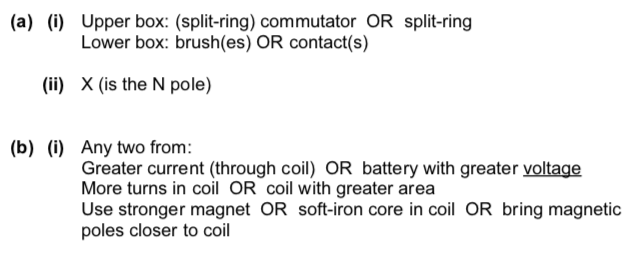 (a) (i) Upper box: (split-ring) commutator OR split-ring
Lower box: brush(es) OR contact(s)
(ii) X (is the N pole)
(b) (i) Any two from:
Greater current (through coil) OR battery with greater voltage
More turns in coil OR coil with greater area
Use stronger magnet OR soft-iron core in coil OR bring magnetic
poles closer to coil